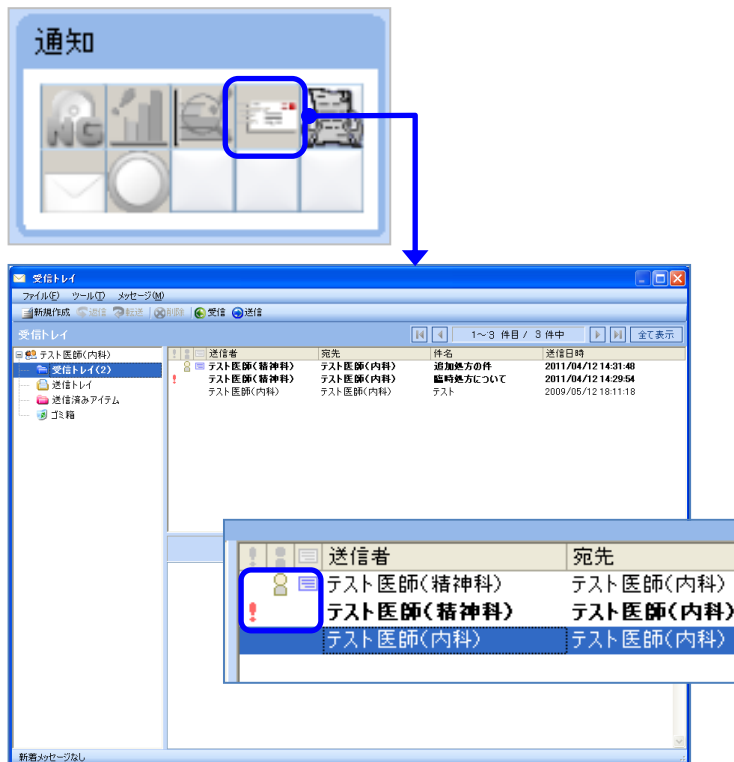 通知
NG
受信トレイ
ファイル(F) ツール(T) メッセージ(M)
新規作成 返信 転送 削除 受信 送信
受信トレイ 1～3 件目 / 3 件中 全て表示
テスト医師(内科)
受信トレイ(2)
送信トレイ
送信済みアイテム
ゴミ箱
送信者 宛先 件名 送信日時
テスト医師(精神科) テスト医師(内科) 追加処方の件 2011/04/12 14:31:48
テスト医師(精神科) テスト医師(内科) 臨時処方について 2011/04/12 14:29:54
テスト医師(内科) テスト医師(内科) テスト 2009/05/12 18:11:18
送信者 宛先
テスト医師(精神科) テスト医師(内科)
テスト医師(精神科) テスト医師(内科)
テスト医師(内科) テスト医師(内科)
新着メッセージなし